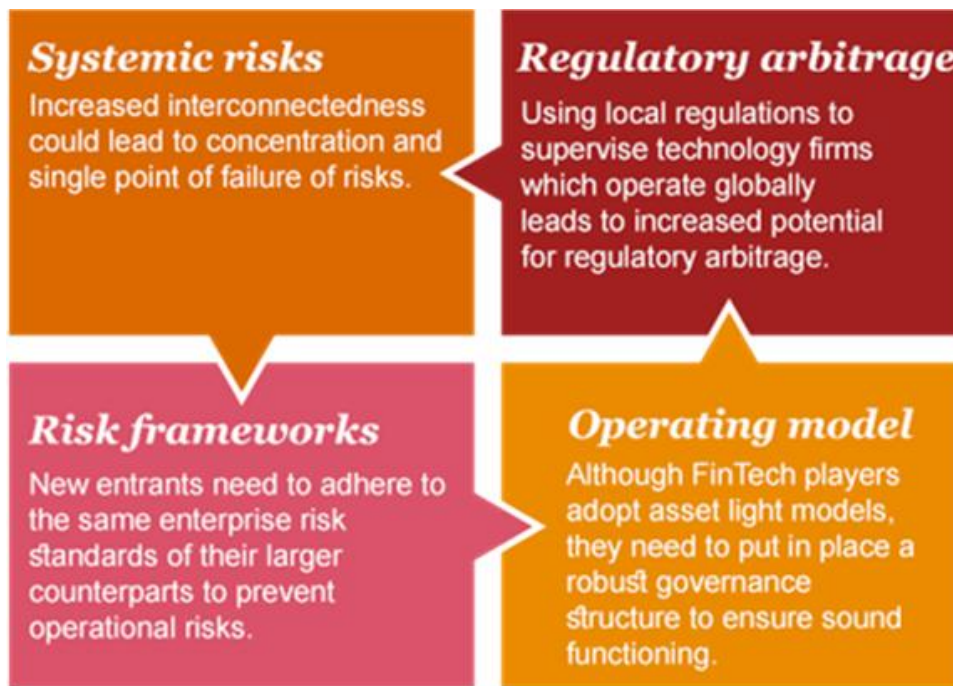 Systemic risks
Increased interconnectedness
could lead to concentration and
single point of failure of risks.
Regulatory arbitrage
Using local regulations to
supervise technology firms
which operate globally
leads to increased potential
for regulatory arbitrage.
Risk frameworks
New entrants need to adhere to
the same enterprise risk
standards of their larger
counterparts to prevent
operational risks.
Operating model
Although FinTech players
adopt asset light models,
they need to put in place a
robust governance
structure to ensure sound
functioning.